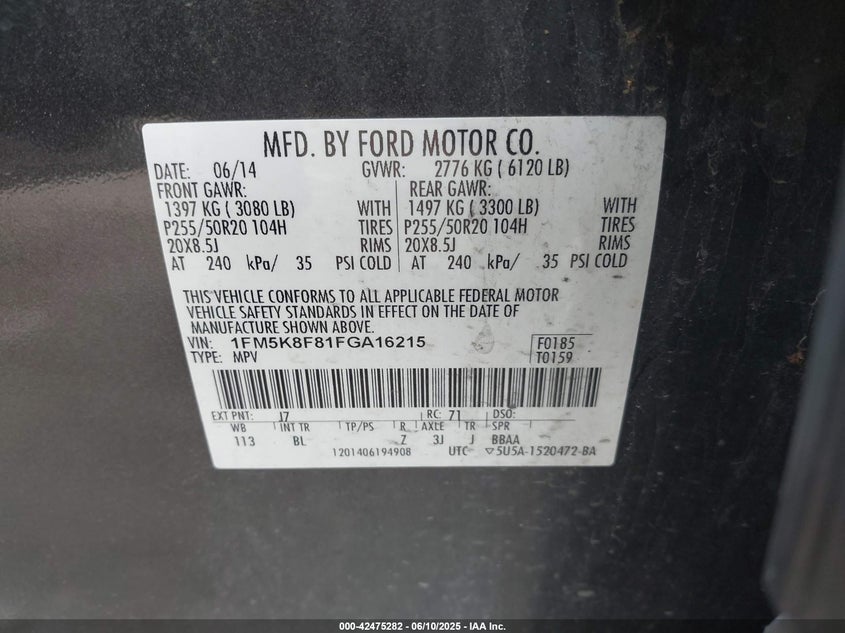 MFD. BY FORD MOTOR CO.
DATE: 06/14 GVWR: 2776 KG ( 6120 LB)
FRONT GAWR: REAR GAWR:
1397 KG ( 3080 LB) WITH 1497 KG ( 3300 LB) WITH
P255/50R20 104H TIRES P255/50R20 104H TIRES
20X8.5J RIMS 20X8.5J RIMS
AT 240 kPa/ 35 PSI COLD AT 240 kPa/ 35 PSI COLD
THIS VEHICLE CONFORMS TO ALL APPLICABLE FEDERAL MOTOR
VEHICLE SAFETY STANDARDS IN EFFECT ON THE DATE OF
MANUFACTURE SHOWN ABOVE.
VIN: 1FM5K8F81FGA16215 F0185
TYPE: MPV T0159
EXT PNT: J7 RC: 71 DSO:
WB INT TR TP/PS R AXLE TR SPR
113 BL Z 3J J BBAA
1201406194908 UTC ▽5U5A-1520472-BA
000-42475282 - 06/10/2025 - IAA Inc.